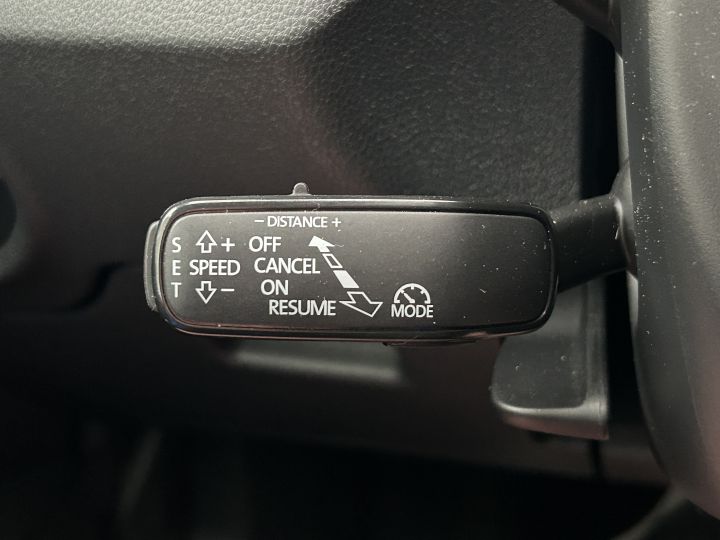 − DISTANCE +
S + OFF
E SPEED CANCEL
T − ON
RESUME MODE